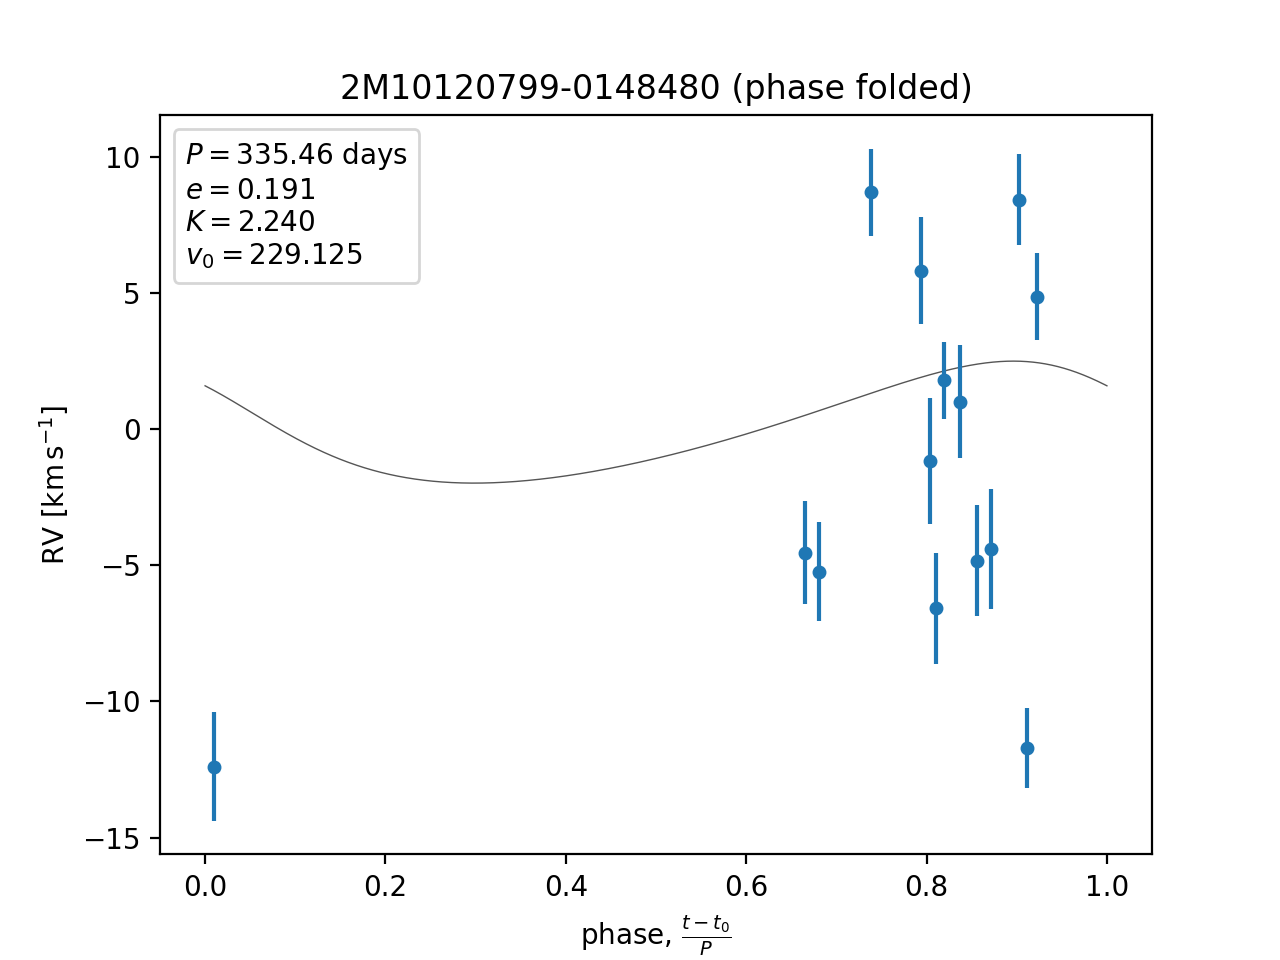 2M10120799-0148480 (phase folded)
P = 335.46 days
e = 0.191
K = 2.240
v₀ = 229.125
10
5
0
−5
−10
−15
RV [km s⁻¹]
0.0 0.2 0.4 0.6 0.8 1.0
phase, (t − t₀)/P